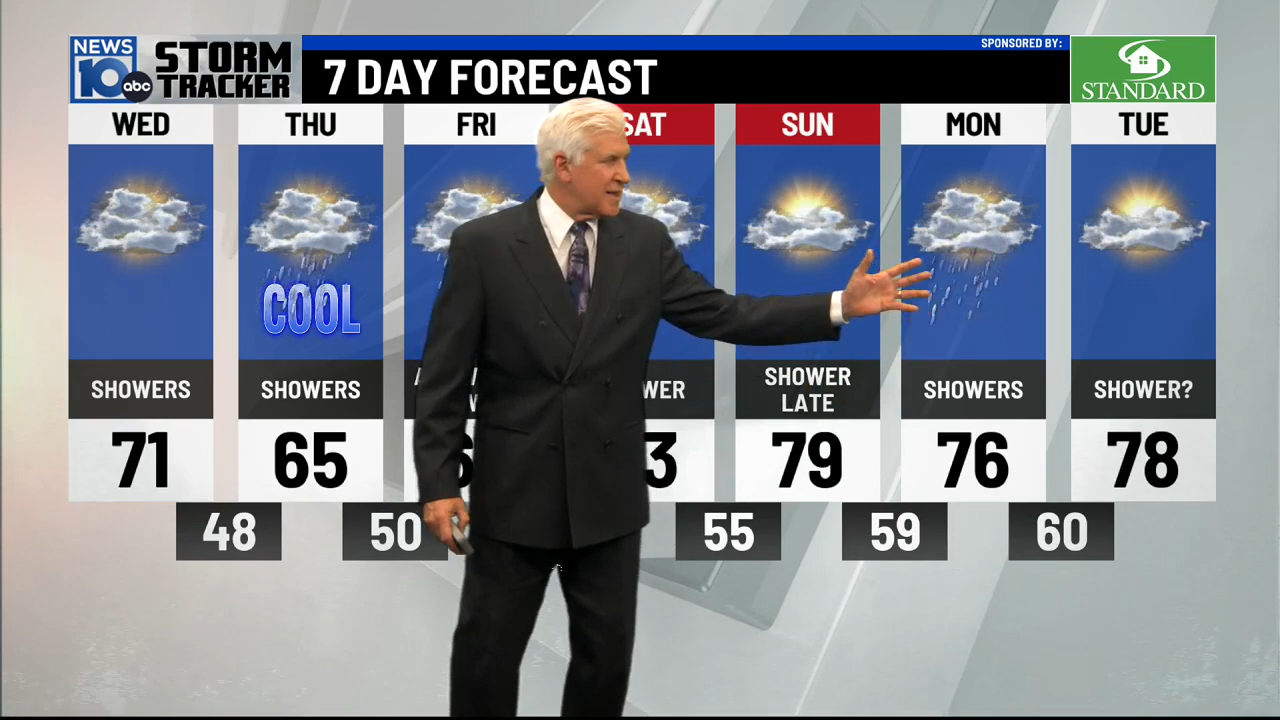 NEWS
10
abc
STORM
TRACKER
7 DAY FORECAST
SPONSORED BY:
STANDARD
WED
THU
FRI
SAT
SUN
MON
TUE
COOL
SHOWERS
SHOWERS
SHOWER
LATE
SHOWERS
SHOWER?
71
65
79
76
78
48
50
55
59
60